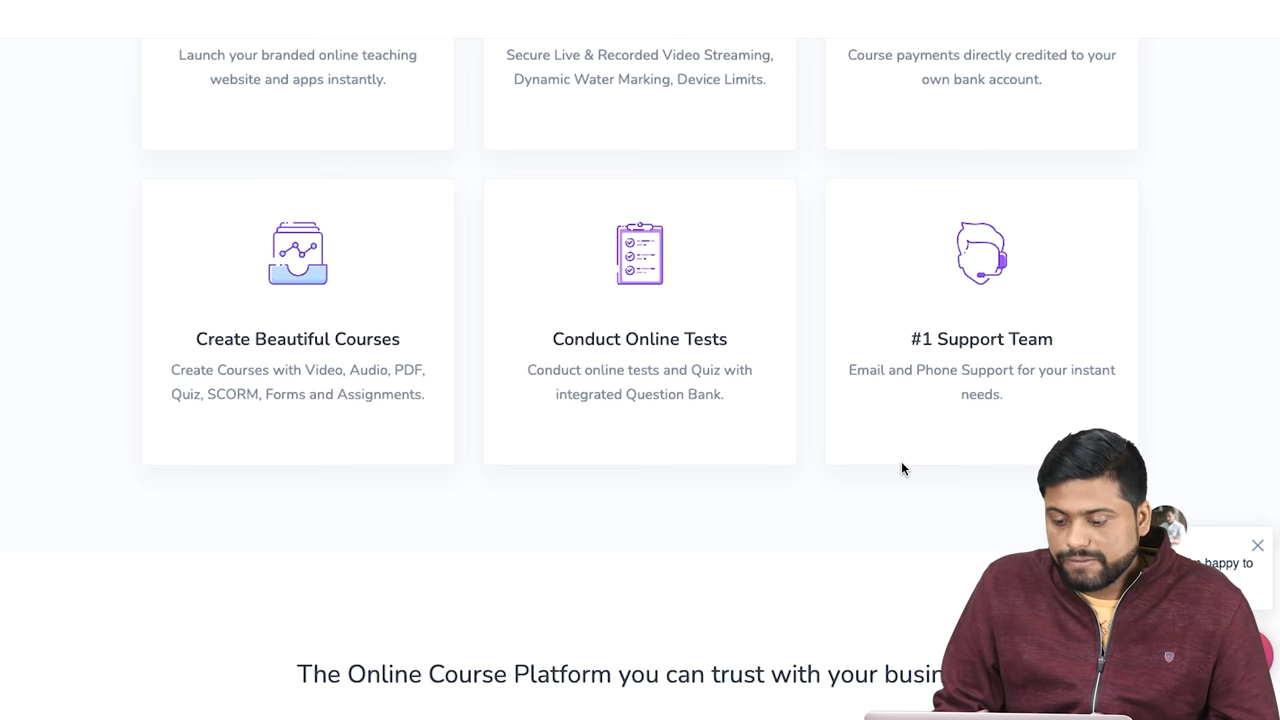 Launch your branded online teaching
website and apps instantly.
Secure Live & Recorded Video Streaming,
Dynamic Water Marking, Device Limits.
Course payments directly credited to your
own bank account.
Create Beautiful Courses
Create Courses with Video, Audio, PDF,
Quiz, SCORM, Forms and Assignments.
Conduct Online Tests
Conduct online tests and Quiz with
integrated Question Bank.
#1 Support Team
Email and Phone Support for your instant
needs.
happy to
The Online Course Platform you can trust with your